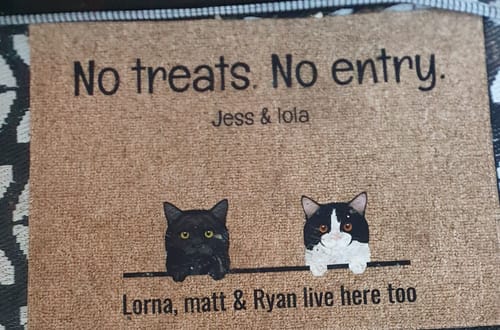 No treats. No entry.
Jess & lola
Lorna, matt & Ryan live here too